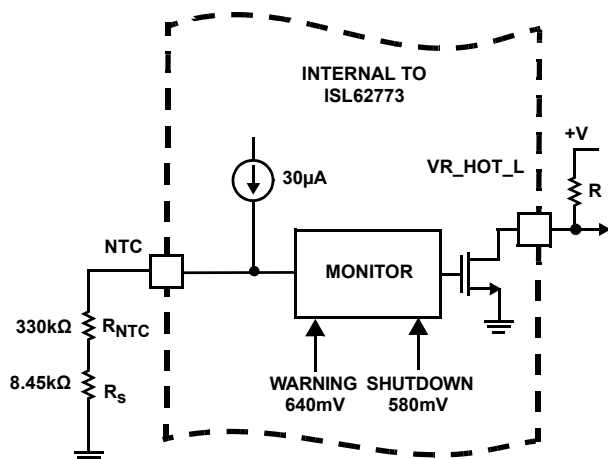 INTERNAL TO
ISL62773
+V
VR_HOT_L
30µA
R
NTC
MONITOR
330kΩ
RNTC
8.45kΩ
Rs
WARNING
640mV
SHUTDOWN
580mV